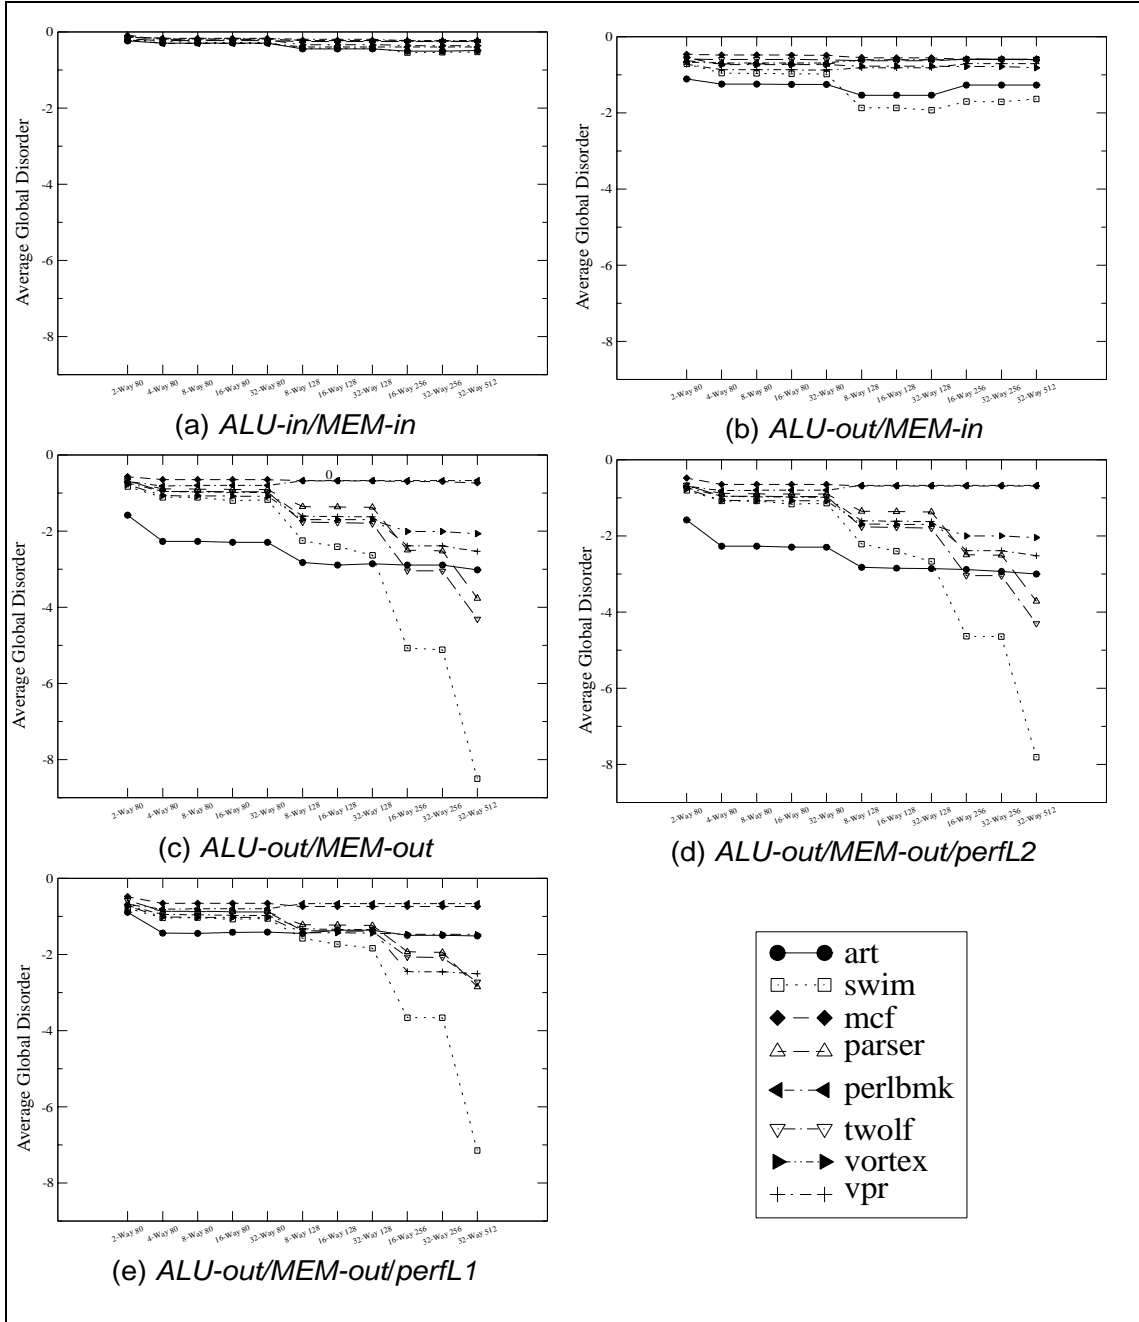 0
-2
-4
-6
-8
Average Global Disorder
2-Way 80
4-Way 80
8-Way 80
16-Way 80
32-Way 80
8-Way 128
16-Way 128
32-Way 128
16-Way 256
32-Way 256
32-Way 512
(a) ALU-in/MEM-in
0
-2
-4
-6
-8
Average Global Disorder
2-Way 80
4-Way 80
8-Way 80
16-Way 80
32-Way 80
8-Way 128
16-Way 128
32-Way 128
16-Way 256
32-Way 256
32-Way 512
(b) ALU-out/MEM-in
0
-2
-4
-6
-8
Average Global Disorder
0
2-Way 80
4-Way 80
8-Way 80
16-Way 80
32-Way 80
8-Way 128
16-Way 128
32-Way 128
16-Way 256
32-Way 256
32-Way 512
(c) ALU-out/MEM-out
0
-2
-4
-6
-8
Average Global Disorder
2-Way 80
4-Way 80
8-Way 80
16-Way 80
32-Way 80
8-Way 128
16-Way 128
32-Way 128
16-Way 256
32-Way 256
32-Way 512
(d) ALU-out/MEM-out/perfL2
0
-2
-4
-6
-8
Average Global Disorder
2-Way 80
4-Way 80
8-Way 80
16-Way 80
32-Way 80
8-Way 128
16-Way 128
32-Way 128
16-Way 256
32-Way 256
32-Way 512
(e) ALU-out/MEM-out/perfL1
art
swim
mcf
parser
perlbmk
twolf
vortex
vpr